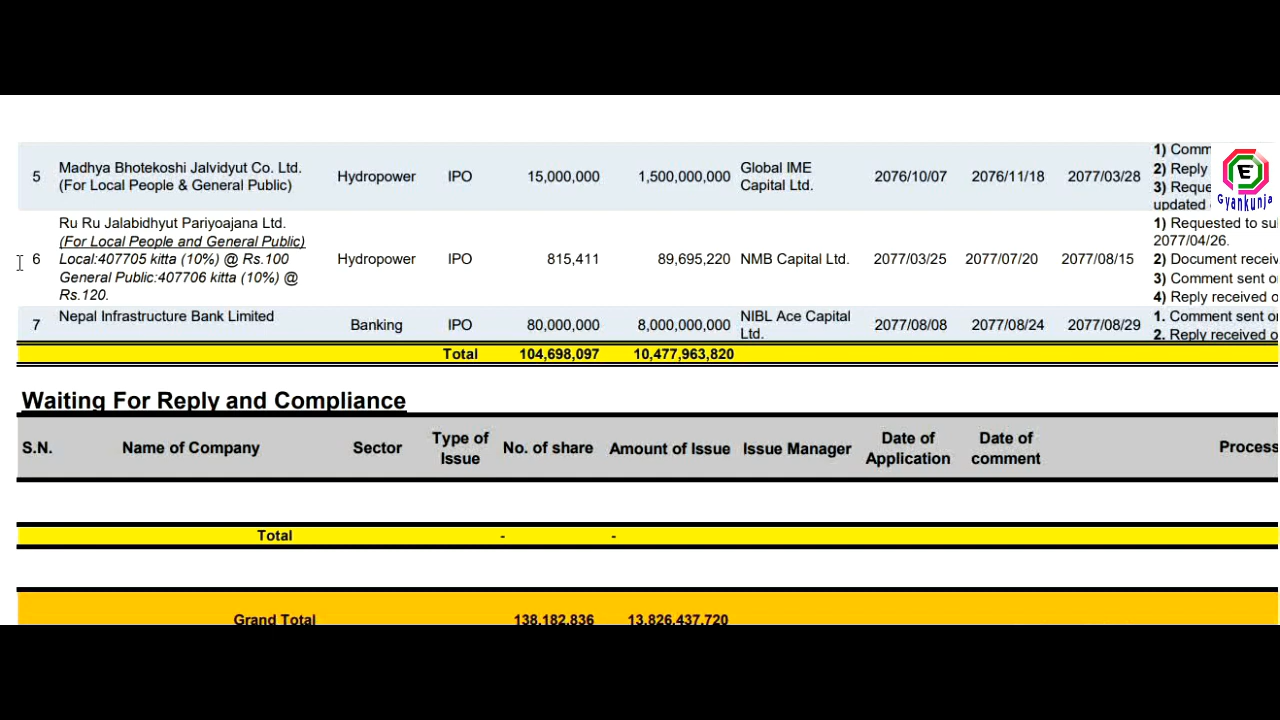 5 Madhya Bhotekoshi Jalvidyut Co. Ltd. (For Local People & General Public) Hydropower IPO 15,000,000 1,500,000,000 Global IME Capital Ltd. 2076/10/07 2076/11/18 2077/03/28
1) Comm
2) Reply
3) Reque
updated
E
Gyankunja
6 Ru Ru Jalabidhyut Pariyoajana Ltd.
(For Local People and General Public)
Local:407705 kitta (10%) @ Rs.100
General Public:407706 kitta (10%) @
Rs.120.
Hydropower IPO 815,411 89,695,220 NMB Capital Ltd. 2077/03/25 2077/07/20 2077/08/15
1) Requested to su
2077/04/26.
2) Document receiv
3) Comment sent o
4) Reply received o
7 Nepal Infrastructure Bank Limited Banking IPO 80,000,000 8,000,000,000 NIBL Ace Capital Ltd. 2077/08/08 2077/08/24 2077/08/29
1. Comment sent o
2. Reply received o
Total 104,698,097 10,477,963,820
Waiting For Reply and Compliance
S.N. Name of Company Sector Type of Issue No. of share Amount of Issue Issue Manager Date of Application Date of comment Process
Total - -
Grand Total 138,182,836 13,826,437,720